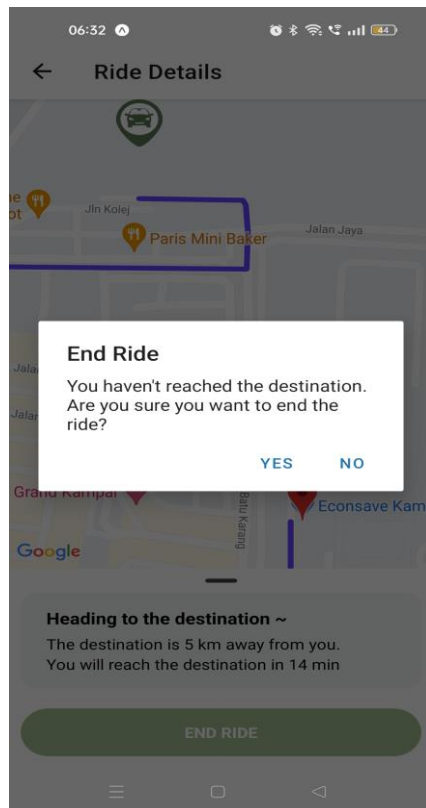 06:32
44
Ride Details
Jln Kolej
Paris Mini Baker
Jalan Jaya
End Ride
You haven't reached the destination.
Are you sure you want to end the
ride?
YES NO
Grand Kampar
Batu Karang
Econsave Kam
Google
Heading to the destination ~
The destination is 5 km away from you.
You will reach the destination in 14 min
END RIDE